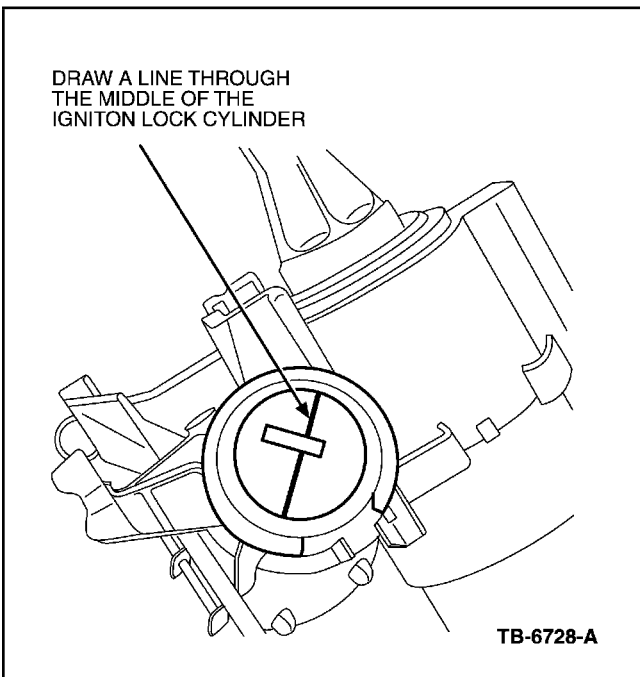 DRAW A LINE THROUGH
THE MIDDLE OF THE
IGNITON LOCK CYLINDER
TB-6728-A